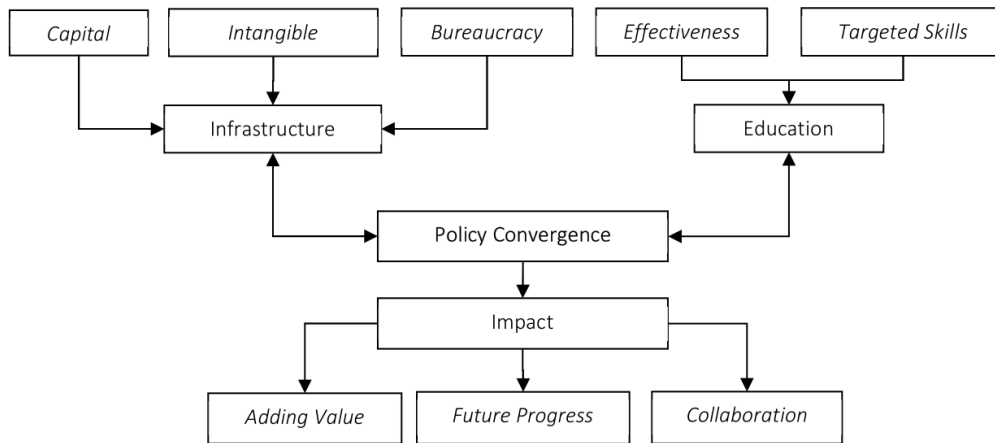 Capital
Intangible
Bureaucracy
Effectiveness
Targeted Skills
Infrastructure
Education
Policy Convergence
Impact
Adding Value
Future Progress
Collaboration